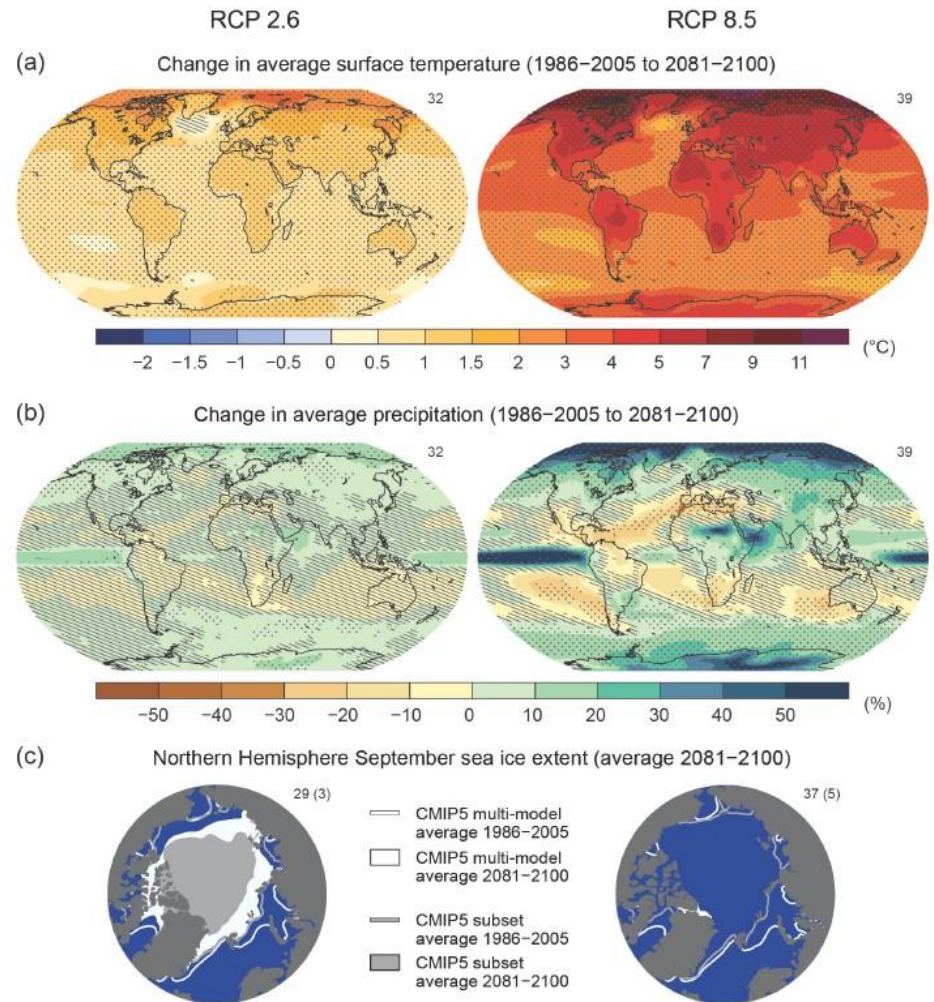 RCP 2.6
RCP 8.5
(a)
Change in average surface temperature (1986−2005 to 2081−2100)
32
39
−2 −1.5 −1 −0.5 0 0.5 1 1.5 2 3 4 5 7 9 11
(°C)
(b)
Change in average precipitation (1986−2005 to 2081−2100)
32
39
−50 −40 −30 −20 −10 0 10 20 30 40 50
(%)
(c)
Northern Hemisphere September sea ice extent (average 2081−2100)
29 (3)
37 (5)
CMIP5 multi-model
average 1986−2005
CMIP5 multi-model
average 2081−2100
CMIP5 subset
average 1986−2005
CMIP5 subset
average 2081−2100